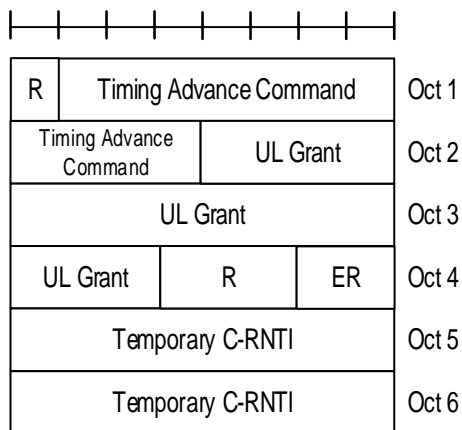 R Timing Advance Command Oct 1
Timing Advance
Command UL Grant Oct 2
UL Grant Oct 3
UL Grant R ER Oct 4
Temporary C-RNTI Oct 5
Temporary C-RNTI Oct 6